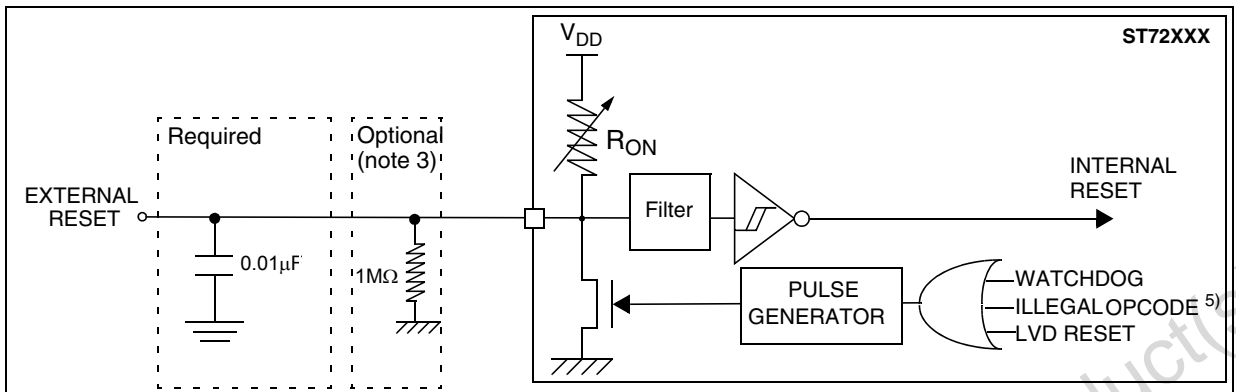 V_DD
ST72XXX
Required
Optional
(note 3)
R_ON
EXTERNAL
RESET
Filter
INTERNAL
RESET
0.01μF
1MΩ
PULSE
GENERATOR
WATCHDOG
ILLEGALOPCODE 5)
LVD RESET